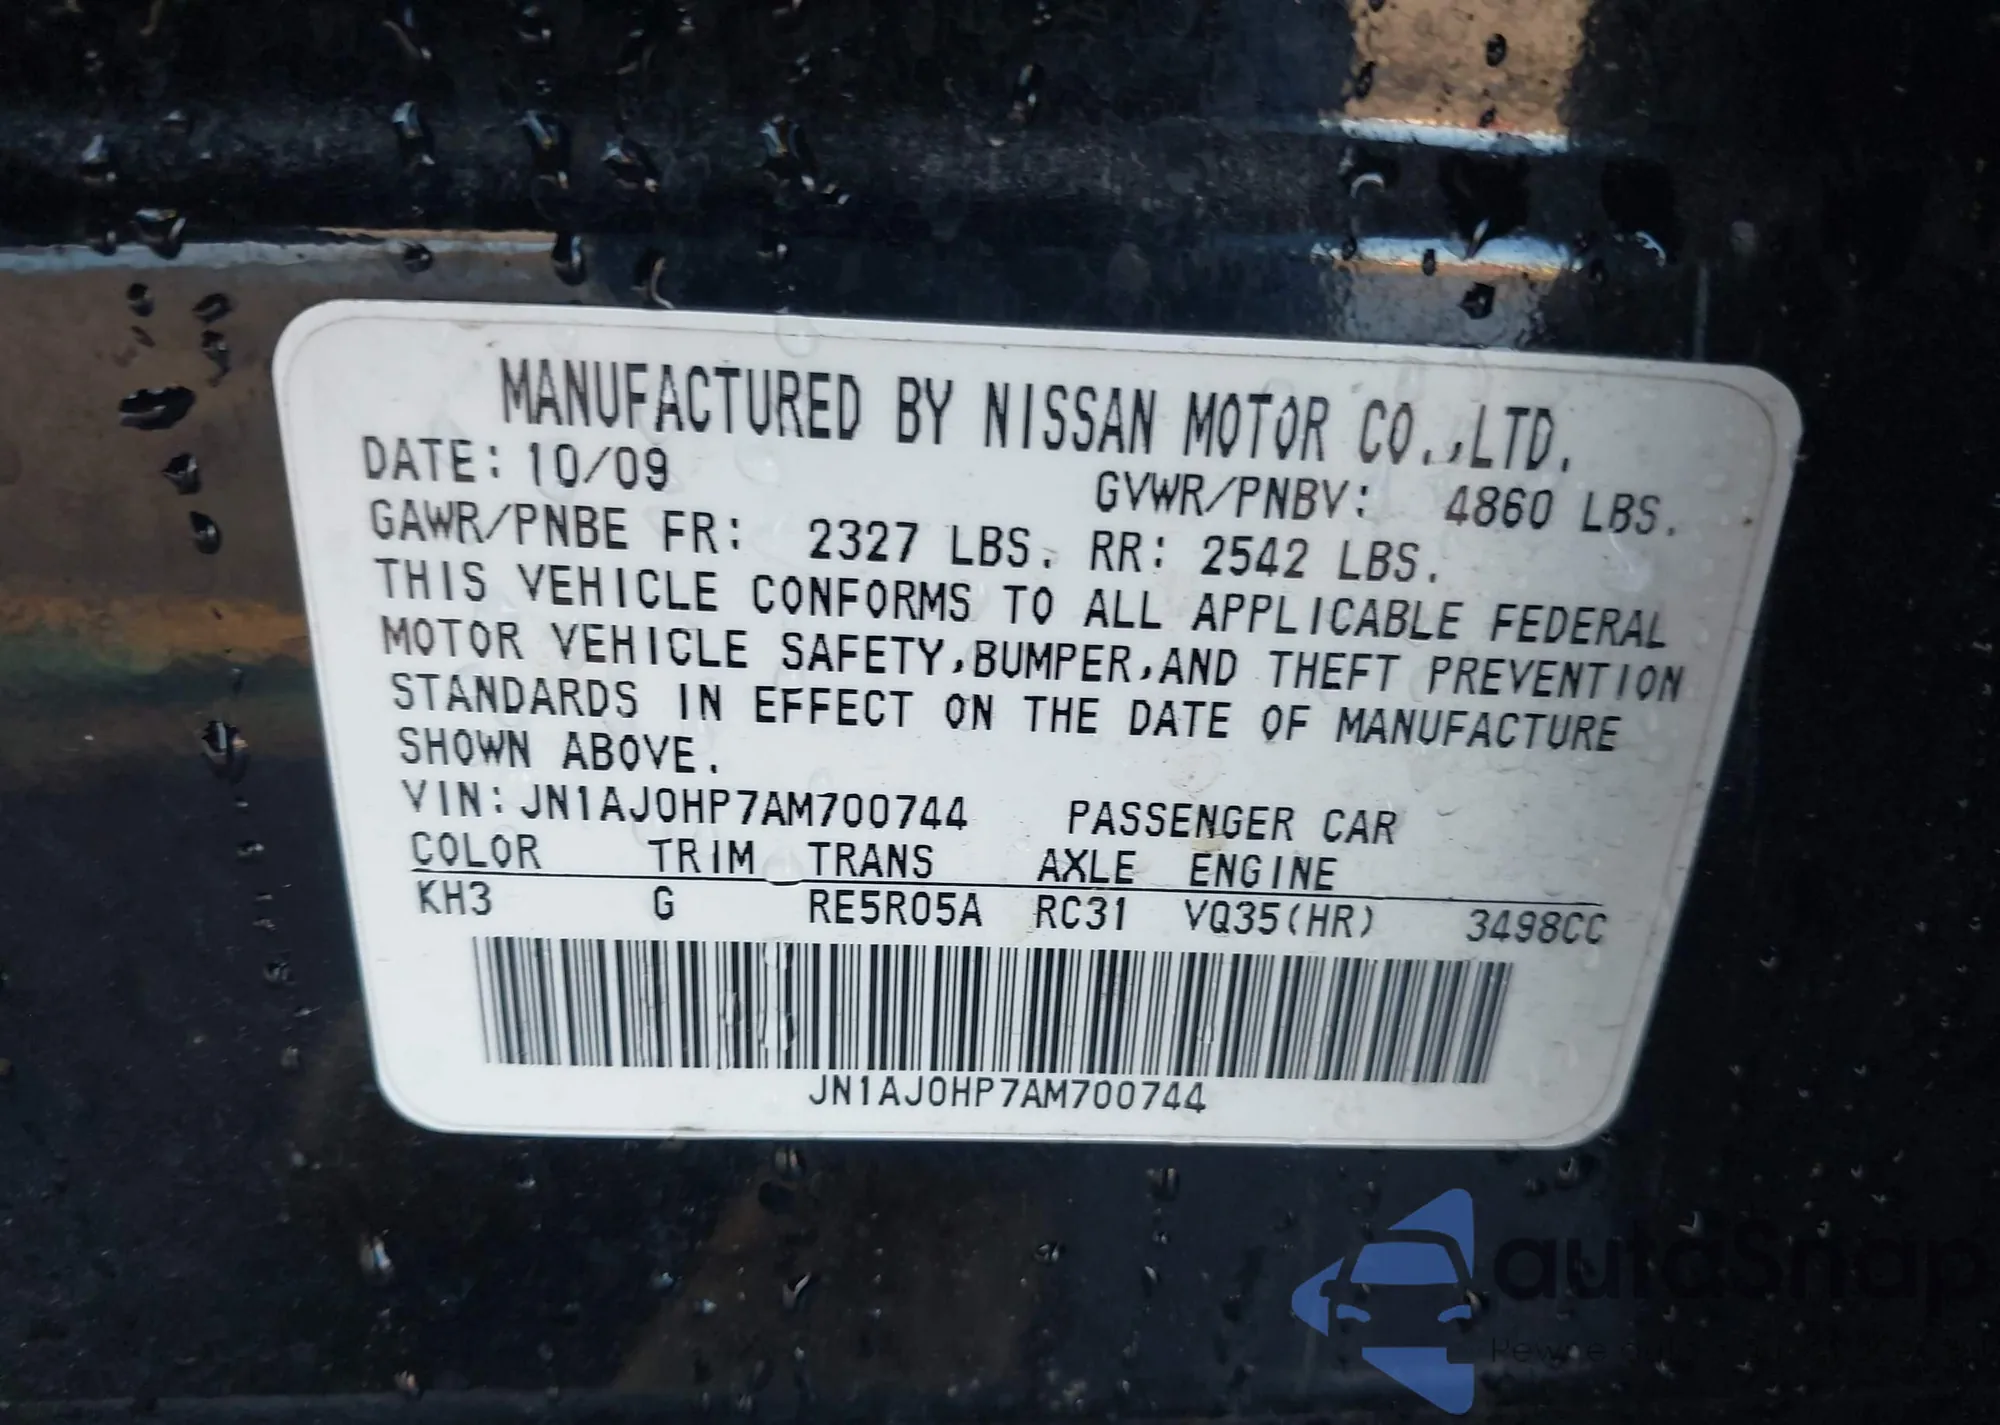 MANUFACTURED BY NISSAN MOTOR CO.,LTD.
DATE: 10/09
GVWR/PNBV: 4860 LBS.
GAWR/PNBE FR: 2327 LBS. RR: 2542 LBS.
THIS VEHICLE CONFORMS TO ALL APPLICABLE FEDERAL
MOTOR VEHICLE SAFETY,BUMPER,AND THEFT PREVENTION
STANDARDS IN EFFECT ON THE DATE OF MANUFACTURE
SHOWN ABOVE.
VIN: JN1AJ0HP7AM700744 PASSENGER CAR
COLOR TRIM TRANS AXLE ENGINE
KH3 G RE5R05A RC31 VQ35(HR) 3498CC
JN1AJ0HP7AM700744
autoSnap